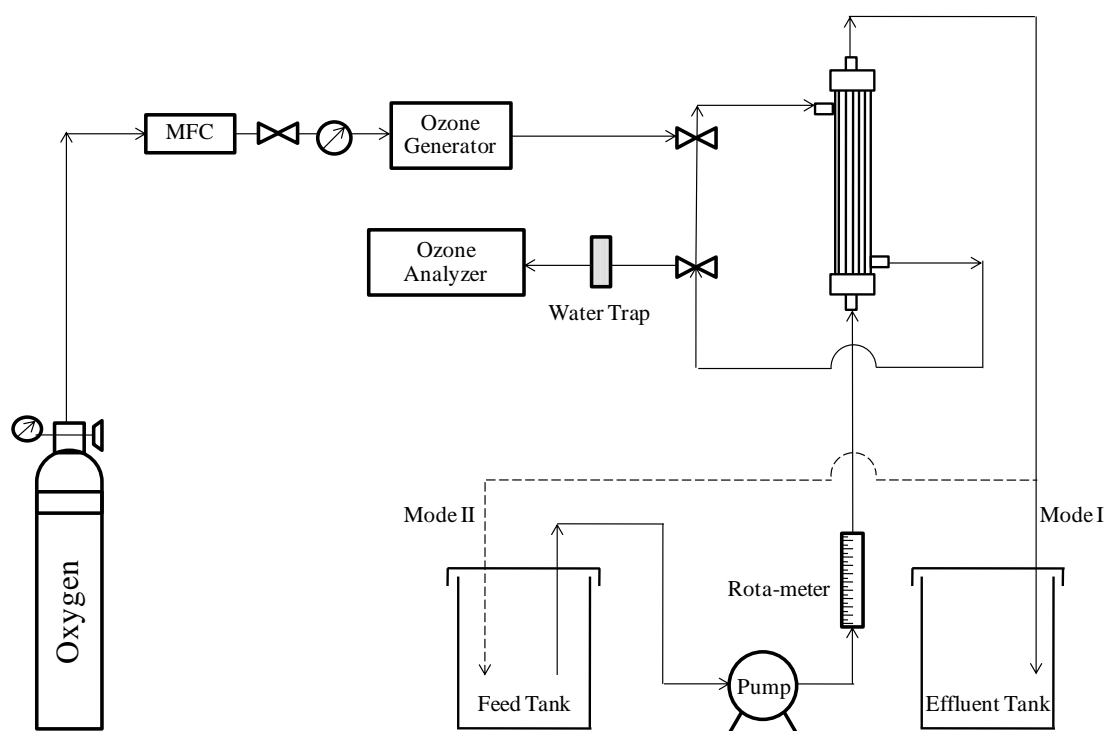 MFC
Ozone
Generator
Ozone
Analyzer
Water Trap
Mode II
Mode I
Oxygen
Rota-meter
Feed Tank
Pump
Effluent Tank